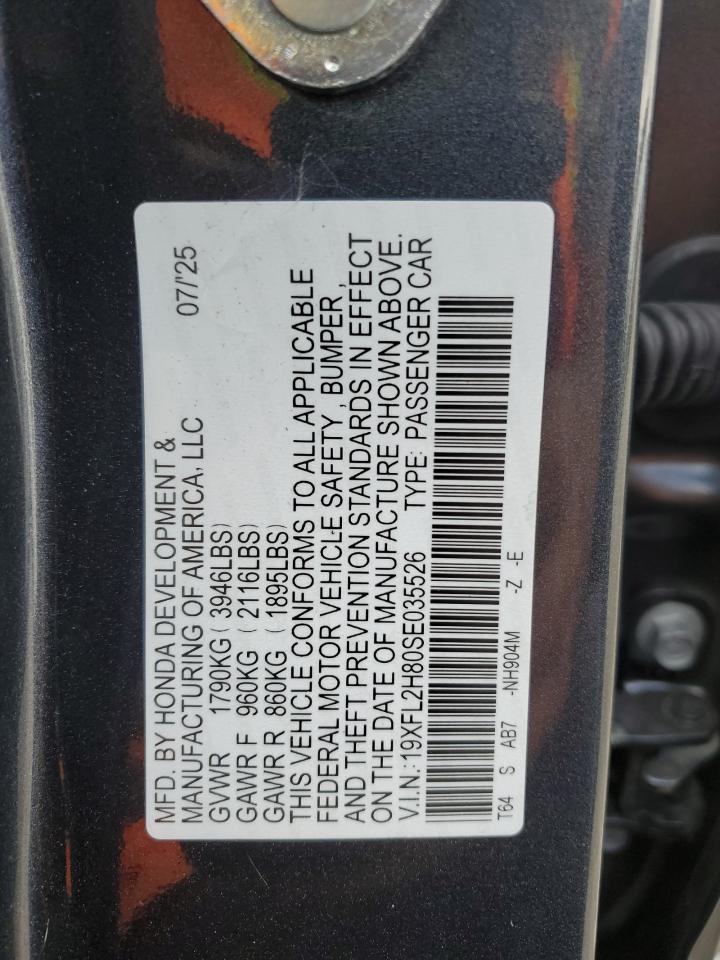 MFD. BY HONDA DEVELOPMENT &
MANUFACTURING OF AMERICA, LLC 07/'25
GVWR 1790KG ( 3946LBS)
GAWR F 960KG ( 2116LBS)
GAWR R 860KG ( 1895LBS)
THIS VEHICLE CONFORMS TO ALL APPLICABLE
FEDERAL MOTOR VEHICLE SAFETY , BUMPER ,
AND THEFT PREVENTION STANDARDS IN EFFECT
ON THE DATE OF MANUFACTURE SHOWN ABOVE.
V.I.N.: 19XFL2H80SE035526 TYPE: PASSENGER CAR
T64 S AB7 -NH904M -Z -E